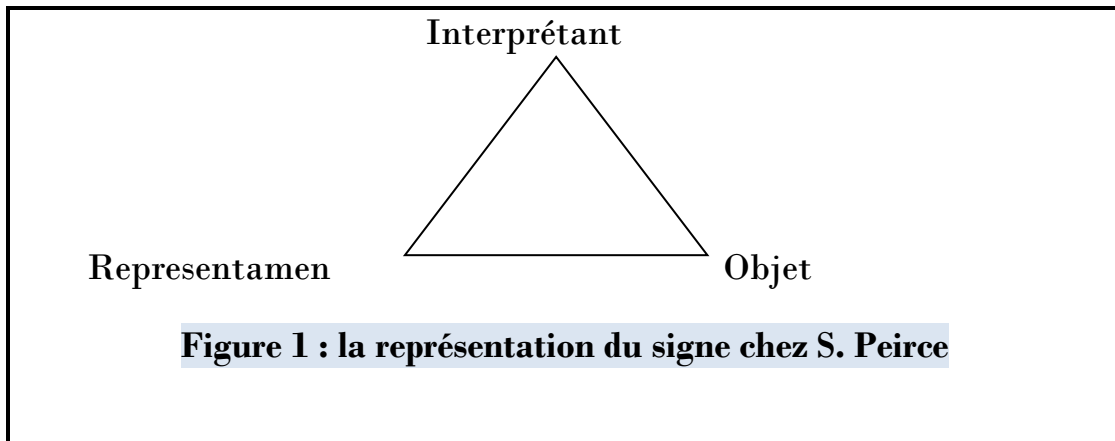 Interprétant
Representamen Objet
Figure 1 : la représentation du signe chez S. Peirce